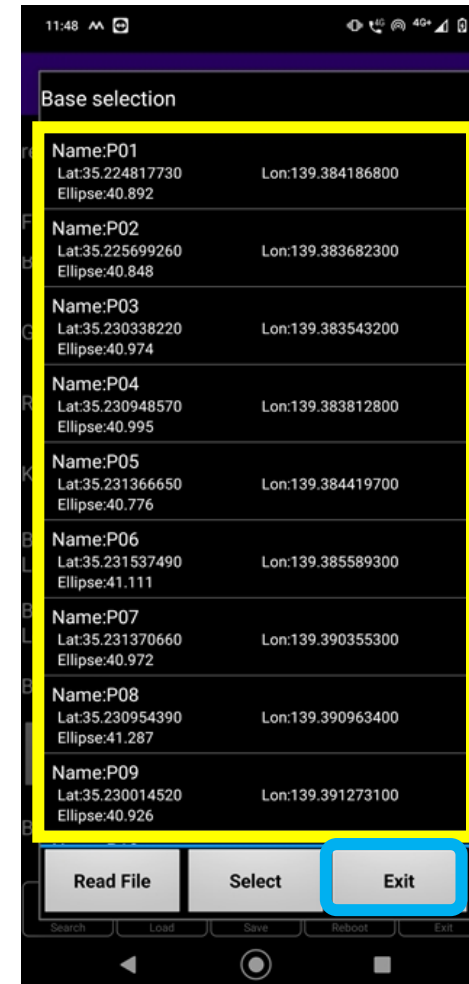 11:48
4G 4G+
Base selection
Name:P01
Lat:35.224817730 Lon:139.384186800
Ellipse:40.892
Name:P02
Lat:35.225699260 Lon:139.383682300
Ellipse:40.848
Name:P03
Lat:35.230338220 Lon:139.383543200
Ellipse:40.974
Name:P04
Lat:35.230948570 Lon:139.383812800
Ellipse:40.995
Name:P05
Lat:35.231366650 Lon:139.384419700
Ellipse:40.776
Name:P06
Lat:35.231537490 Lon:139.385589300
Ellipse:41.111
Name:P07
Lat:35.231370660 Lon:139.390355300
Ellipse:40.972
Name:P08
Lat:35.230954390 Lon:139.390963400
Ellipse:41.287
Name:P09
Lat:35.230014520 Lon:139.391273100
Ellipse:40.926
Read File Select Exit
Search Load Save Reboot Exit